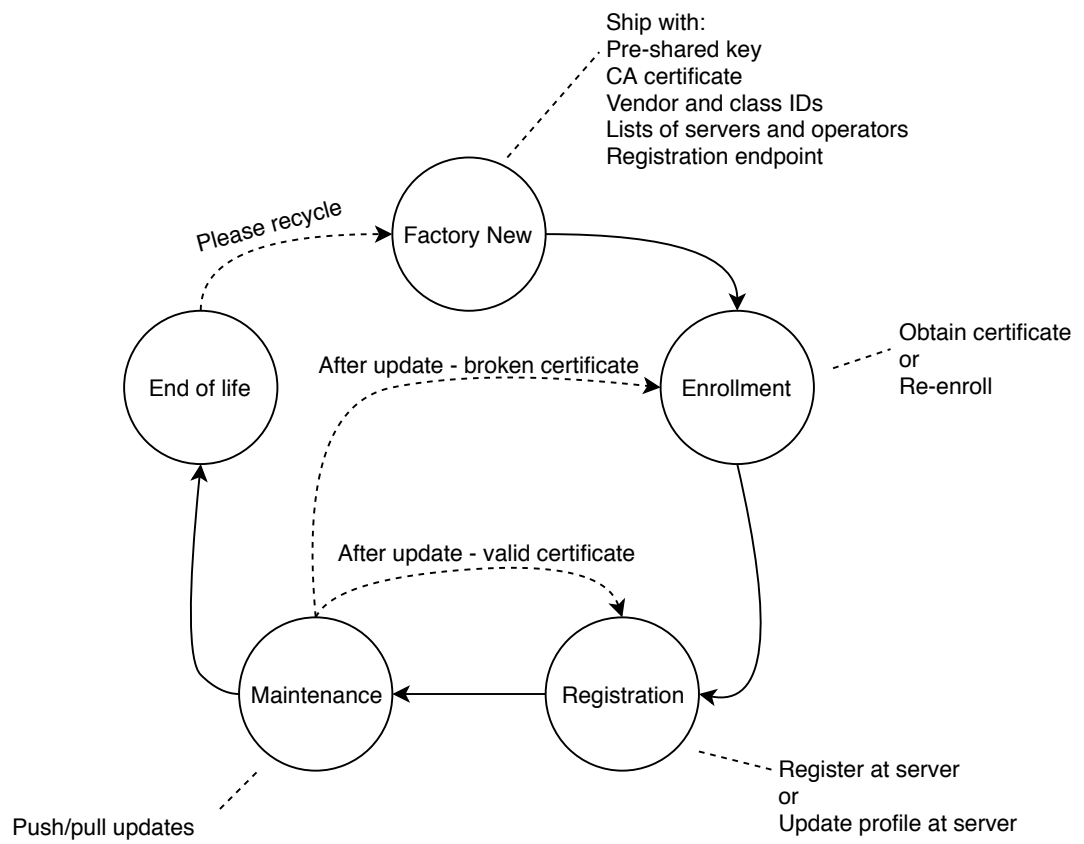 Ship with:
Pre-shared key
CA certificate
Vendor and class IDs
Lists of servers and operators
Registration endpoint
Please recycle
Factory New
Obtain certificate
or
Re-enroll
After update - broken certificate
End of life
Enrollment
After update - valid certificate
Maintenance
Registration
Register at server
or
Update profile at server
Push/pull updates